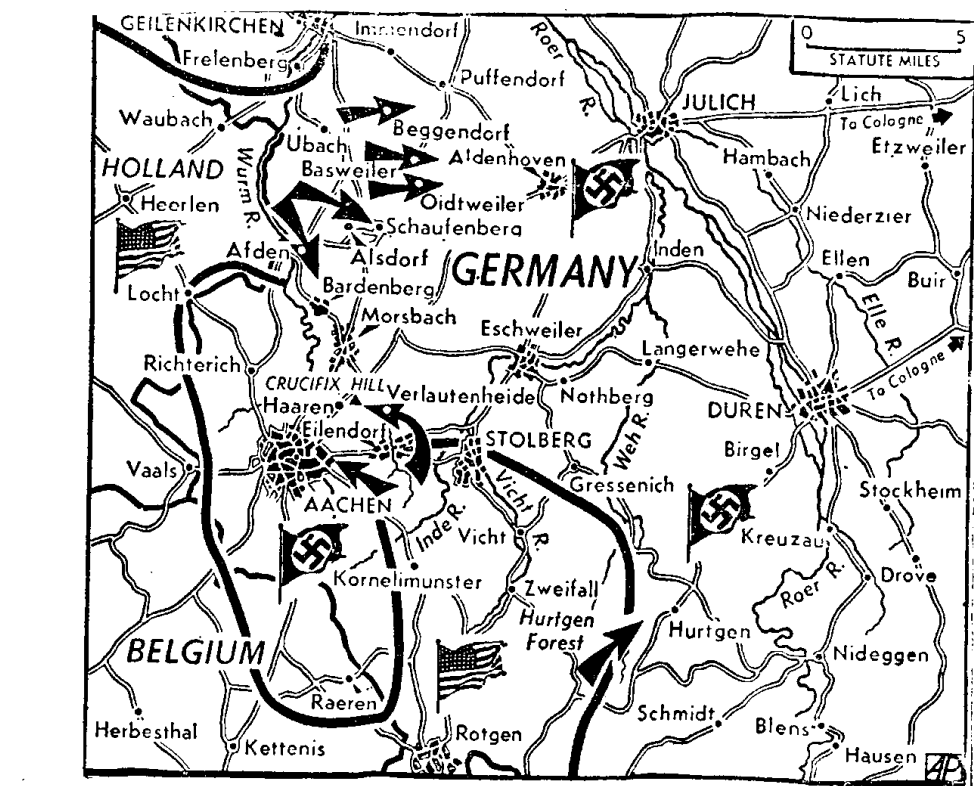 GEILENKIRCHEN
Immendorf
Frelenberg
Puffendorf
Roer R.
0 5
STATUTE MILES
JULICH
Lich
To Cologne
Etzweiler
Waubach
Ubach
Beggendorf
Basweiler
Aldenhoven
Hambach
HOLLAND
Wurm R.
Heerlen
Oidtweiler
Niederzier
Schaufenberg
Afden
Alsdorf
GERMANY
Inden
Ellen
Buir
Locht
Bardenberg
Elle R.
Morsbach
Eschweiler
Richterich
Langerwehe
To Cologne
CRUCIFIX HILL
Verlautenheide
Nothberg
DUREN
Haaren
Eilendorf
STOLBERG
Weh R.
Birgel
Vaals
Gressenich
Stockheim
AACHEN
Inde R.
Vicht R.
Vicht
Kreuzau
Kornelimunster
Zweifall
Roer R.
Drove
Hurtgen
Forest
Hurtgen
BELGIUM
Nideggen
Raeren
Schmidt
Herbesthal
Kettenis
Rotgen
Blens
Hausen
AP